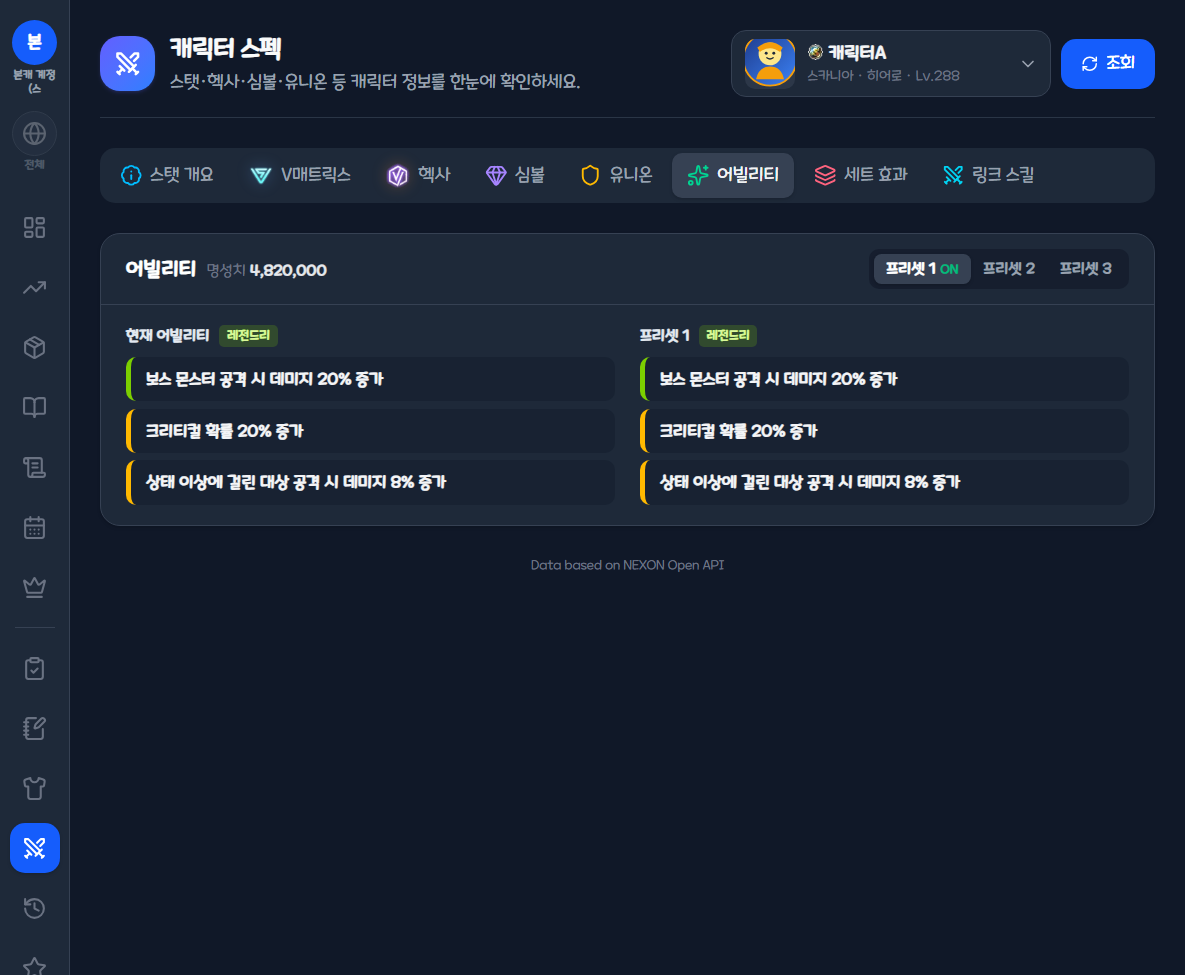 본
본캐 계정
(스
전체
캐릭터 스펙
스탯·헥사·심볼·유니온 등 캐릭터 정보를 한눈에 확인하세요.
캐릭터A
스카니아 · 히어로 · Lv.288
조회
스탯 개요
V매트릭스
헥사
심볼
유니온
어빌리티
세트 효과
링크 스킬
어빌리티 명성치 4,820,000
프리셋 1 ON
프리셋 2
프리셋 3
현재 어빌리티 레전드리
보스 몬스터 공격 시 데미지 20% 증가
크리티컬 확률 20% 증가
상태 이상에 걸린 대상 공격 시 데미지 8% 증가
프리셋 1 레전드리
보스 몬스터 공격 시 데미지 20% 증가
크리티컬 확률 20% 증가
상태 이상에 걸린 대상 공격 시 데미지 8% 증가
Data based on NEXON Open API